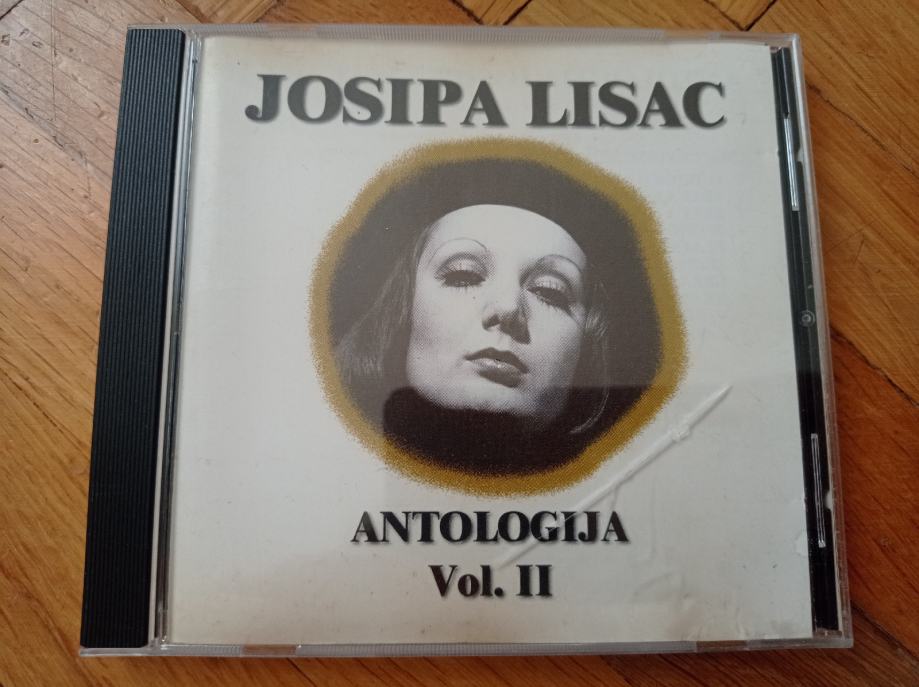 JOSIPA LISAC
ANTOLOGIJA
Vol. II